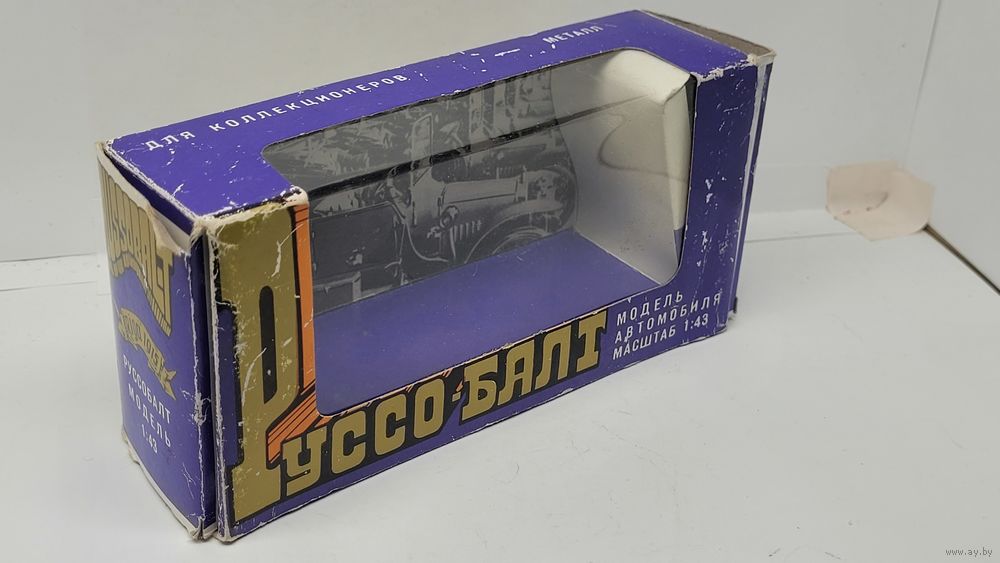 ДЛЯ КОЛЛЕКЦИОНЕРОВ
МЕТАЛЛ
РУССОБАЛТ
МОДЕЛЬ
1:43
РУССО-БАЛТ
МОДЕЛЬ
АВТОМОБИЛЯ
МАСШТАБ 1:43
www.ay.by